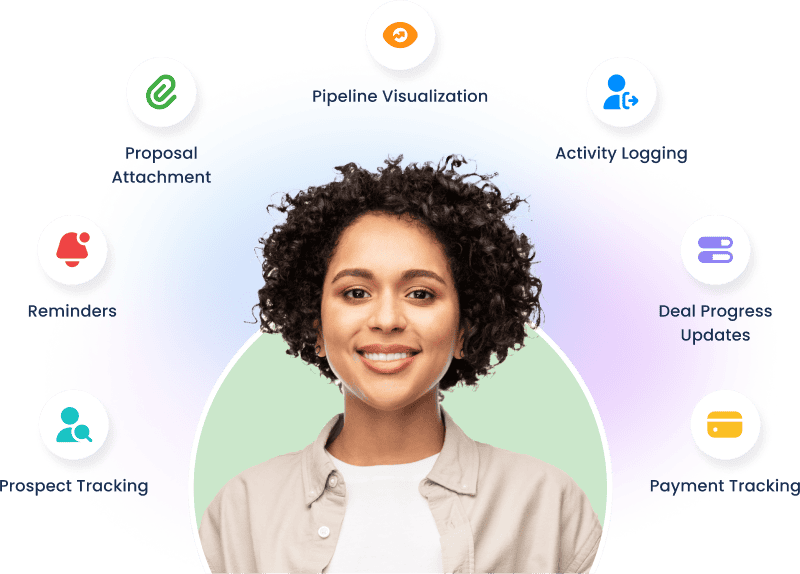 Pipeline Visualization
Proposal
Attachment
Activity Logging
Reminders
Deal Progress
Updates
Prospect Tracking
Payment Tracking